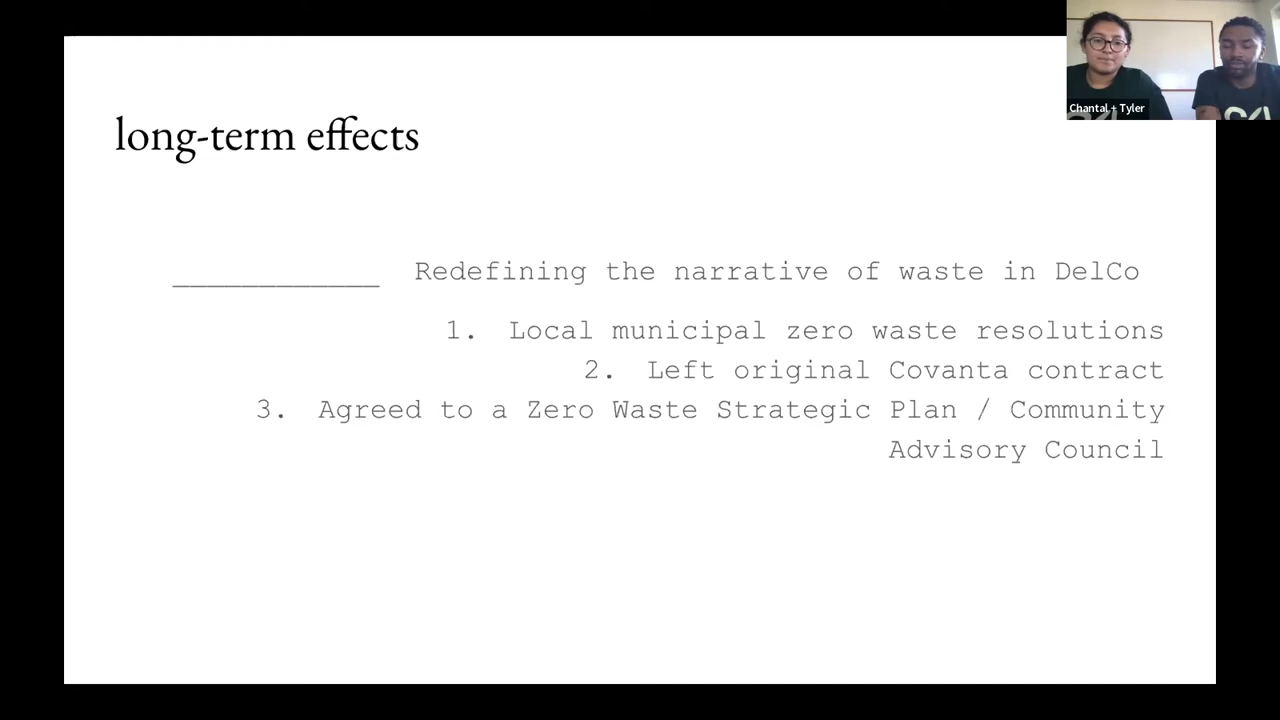 Chantal + Tyler
long-term effects
____________ Redefining the narrative of waste in DelCo
1. Local municipal zero waste resolutions
2. Left original Covanta contract
3. Agreed to a Zero Waste Strategic Plan / Community
Advisory Council